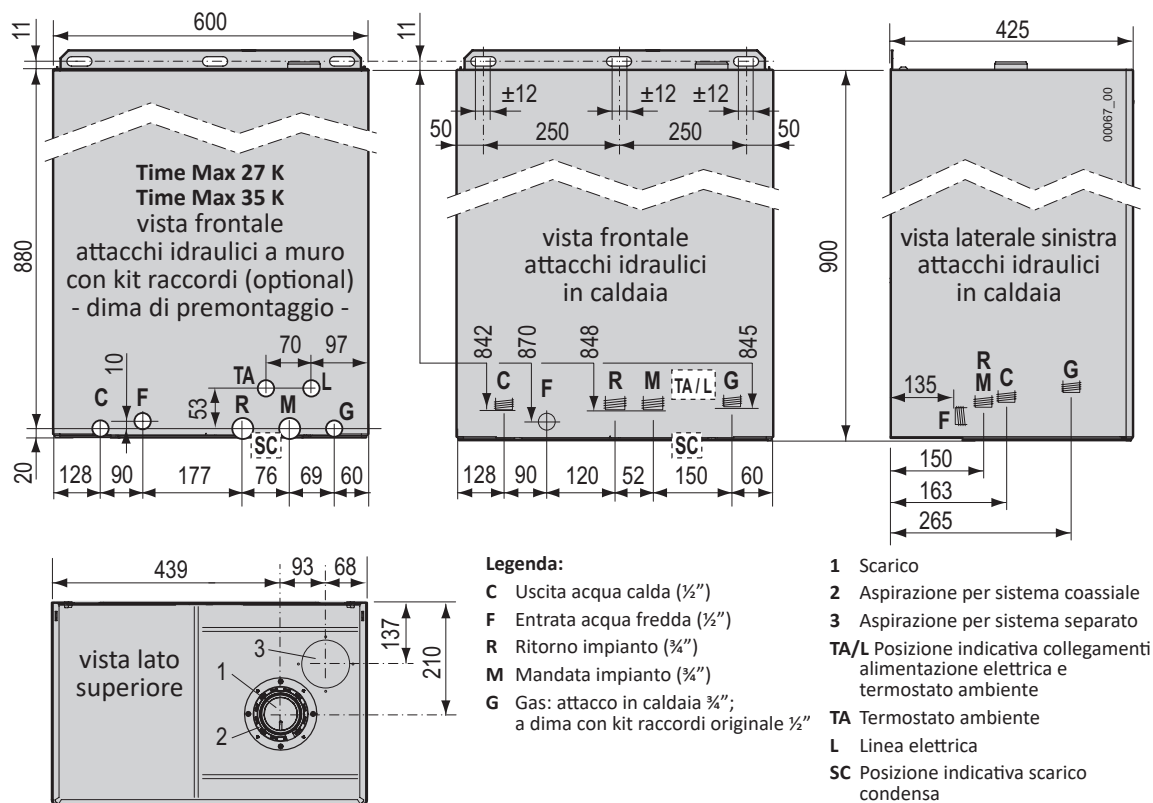 600
11
11
425
±12
±12
±12
50
250
250
50
00067_00
Time Max 27 K
Time Max 35 K
vista frontale
attacchi idraulici a muro
con kit raccordi (optional)
- dima di premontaggio -
880
vista frontale
attacchi idraulici
in caldaia
900
vista laterale sinistra
attacchi idraulici
in caldaia
70
97
10
TA
L
C
F
53
R
M
G
SC
20
128
90
177
76
69
60
842
870
848
845
C
F
R
M
TA / L
G
SC
128
90
120
52
150
60
135
R
M
C
G
F
150
163
265
439
93
68
137
210
vista lato
superiore
3
1
2
Legenda:
C Uscita acqua calda (½”)
F Entrata acqua fredda (½”)
R Ritorno impianto (¾”)
M Mandata impianto (¾”)
G Gas: attacco in caldaia ¾”;
a dima con kit raccordi originale ½”
1 Scarico
2 Aspirazione per sistema coassiale
3 Aspirazione per sistema separato
TA/L Posizione indicativa collegamenti
alimentazione elettrica e
termostato ambiente
TA Termostato ambiente
L Linea elettrica
SC Posizione indicativa scarico
condensa